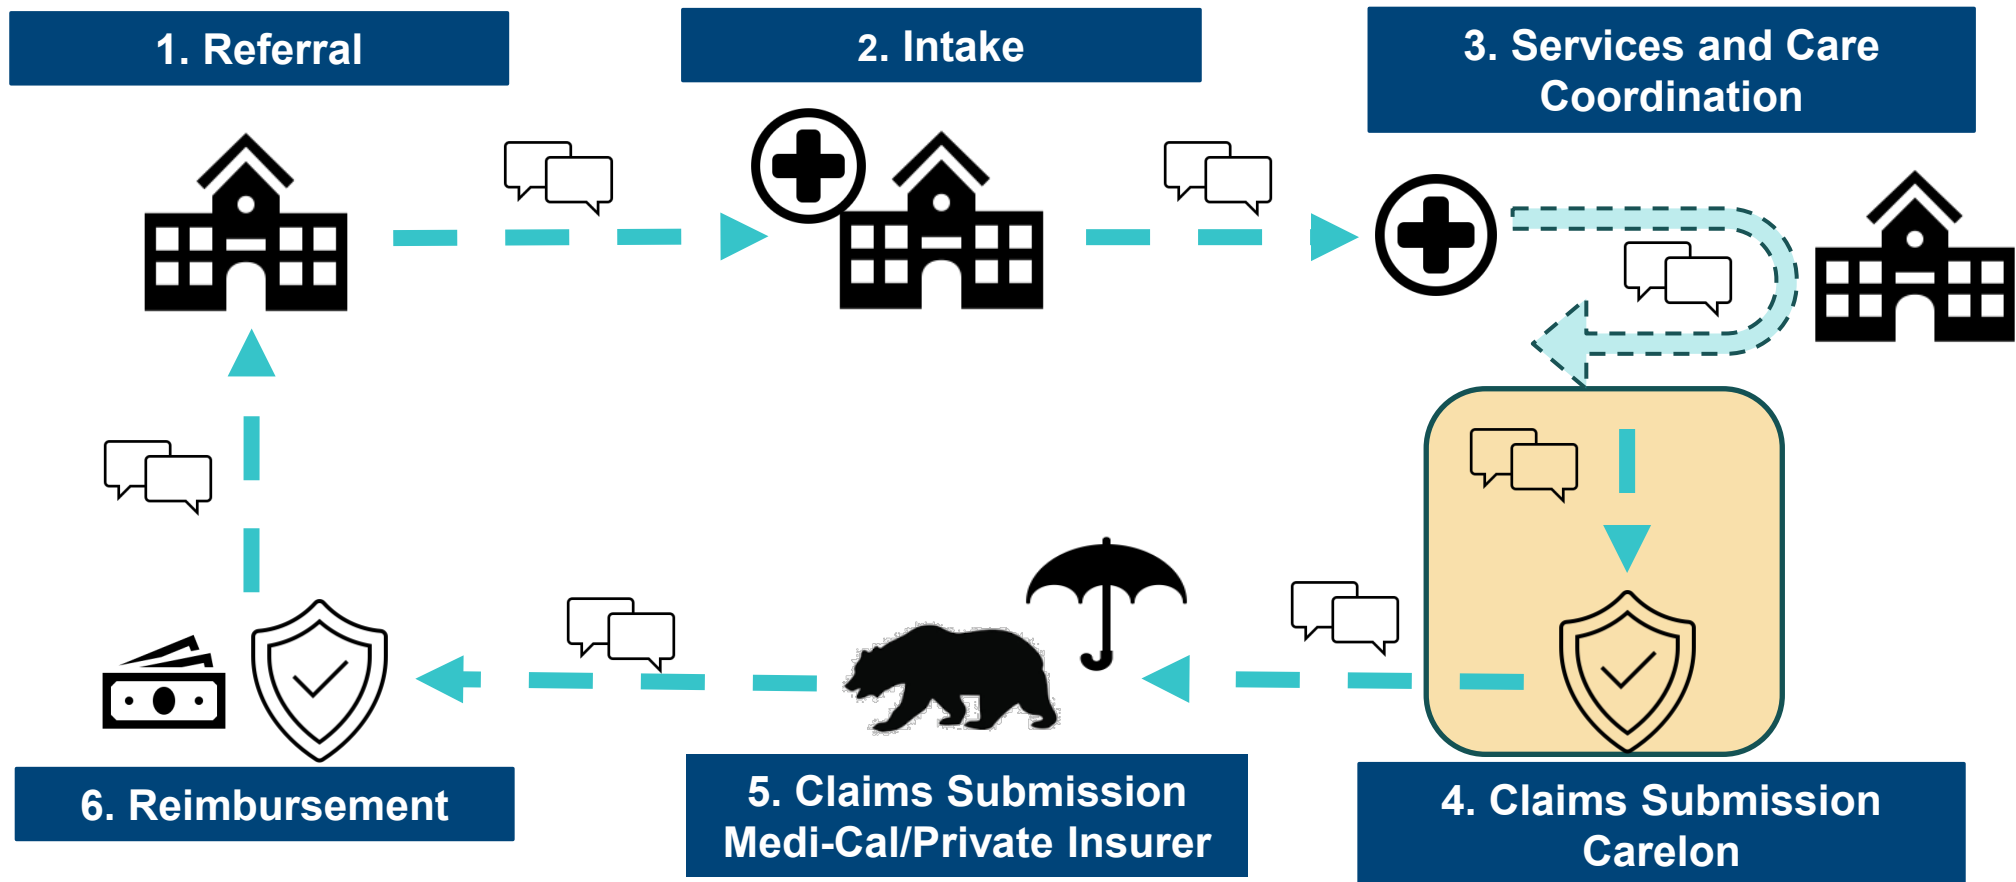 1. Referral
2. Intake
3. Services and Care
Coordination
6. Reimbursement
5. Claims Submission
Medi-Cal/Private Insurer
4. Claims Submission
Carelon